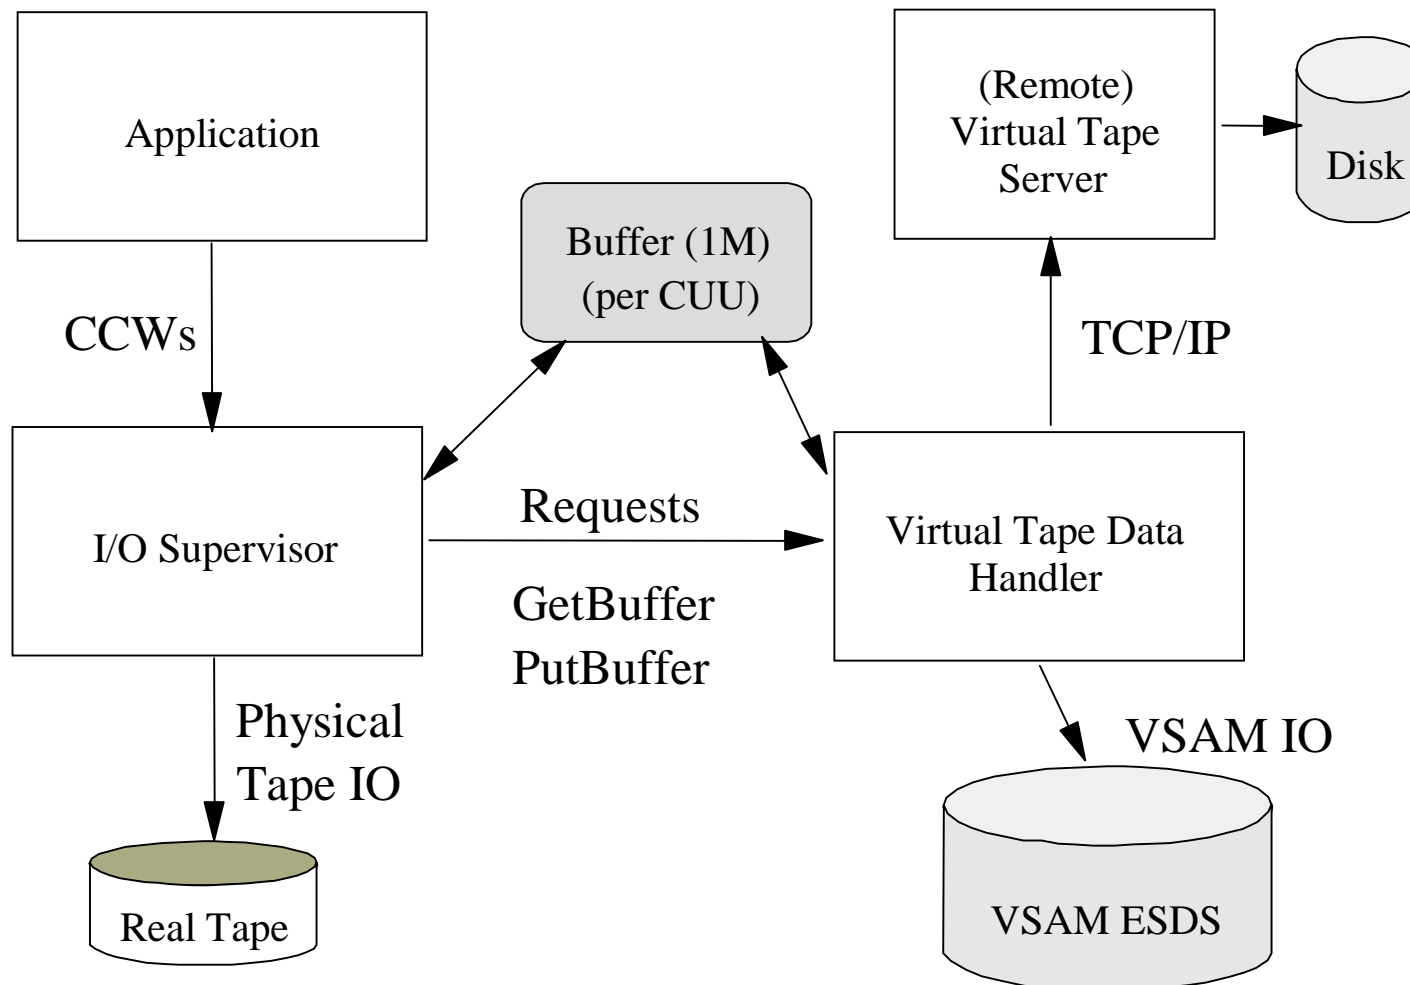 Application
(Remote)
Virtual Tape
Server
Disk
Buffer (1M)
(per CUU)
CCWs
TCP/IP
I/O Supervisor
Requests
GetBuffer
PutBuffer
Virtual Tape Data
Handler
Physical
Tape IO
VSAM IO
Real Tape
VSAM ESDS